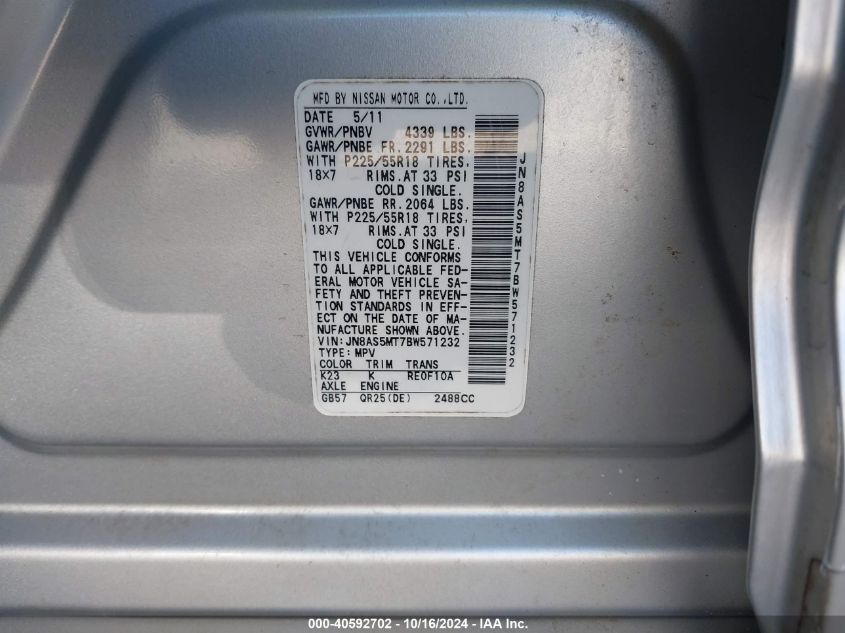 MFD BY NISSAN MOTOR CO.,LTD.
DATE 5/11
GVWR/PNBV 4339 LBS.
GAWR/PNBE FR.2291 LBS.
WITH P225/55R18 TIRES.
18×7 RIMS.AT 33 PSI
COLD SINGLE.
GAWR/PNBE RR.2064 LBS.
WITH P225/55R18 TIRES.
18×7 RIMS.AT 33 PSI
COLD SINGLE.
THIS VEHICLE CONFORMS
TO ALL APPLICABLE FED-
ERAL MOTOR VEHICLE SA-
FETY AND THEFT PREVEN-
TION STANDARDS IN EFF-
ECT ON THE DATE OF MA-
NUFACTURE SHOWN ABOVE.
VIN:JN8AS5MT7BW571232
TYPE:MPV
COLOR TRIM TRANS
K23 K RE0F10A
AXLE ENGINE
GB57 QR25(DE) 2488CC
JN8AS5MT7BW571232
000-40592702 - 10/16/2024 - IAA Inc.